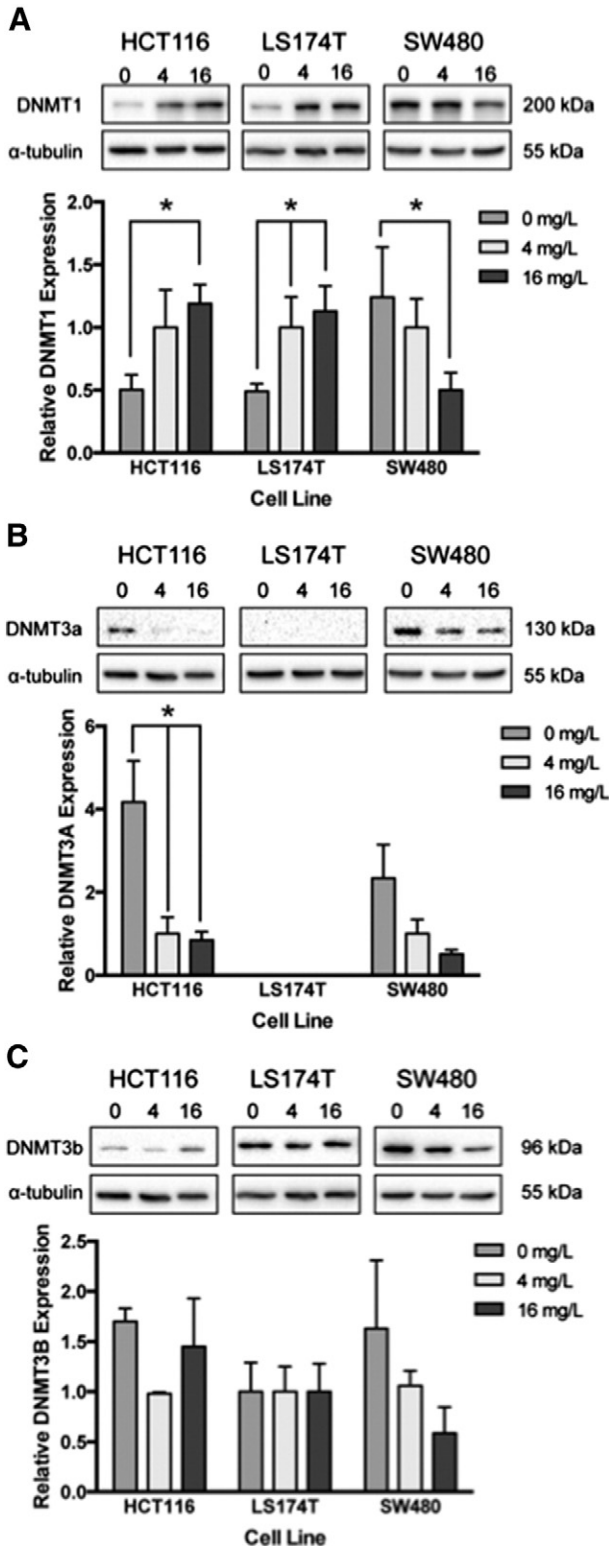 A
HCT116 LS174T SW480
0 4 16 0 4 16 0 4 16
DNMT1 200 kDa
α-tubulin 55 kDa
Relative DNMT1 Expression
2.0
1.5
1.0
0.5
0.0
* * *
0 mg/L
4 mg/L
16 mg/L
HCT116 LS174T SW480
Cell Line
B
HCT116 LS174T SW480
0 4 16 0 4 16 0 4 16
DNMT3a 130 kDa
α-tubulin 55 kDa
Relative DNMT3A Expression
6
4
2
0
*
0 mg/L
4 mg/L
16 mg/L
HCT116 LS174T SW480
Cell Line
C
HCT116 LS174T SW480
0 4 16 0 4 16 0 4 16
DNMT3b 96 kDa
α-tubulin 55 kDa
Relative DNMT3B Expression
2.5
2.0
1.5
1.0
0.5
0.0
0 mg/L
4 mg/L
16 mg/L
HCT116 LS174T SW480
Cell Line